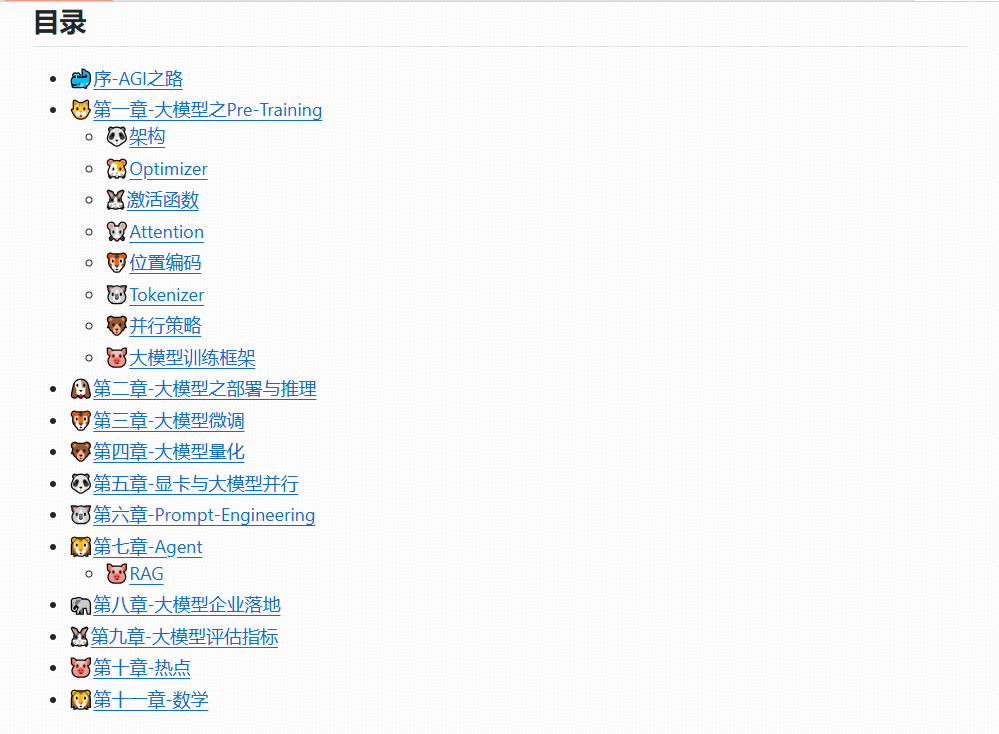 目录
序-AGI之路
第一章-大模型之Pre-Training
架构
Optimizer
激活函数
Attention
位置编码
Tokenizer
并行策略
大模型训练框架
第二章-大模型之部署与推理
第三章-大模型微调
第四章-大模型量化
第五章-显卡与大模型并行
第六章-Prompt-Engineering
第七章-Agent
RAG
第八章-大模型企业落地
第九章-大模型评估指标
第十章-热点
第十一章-数学